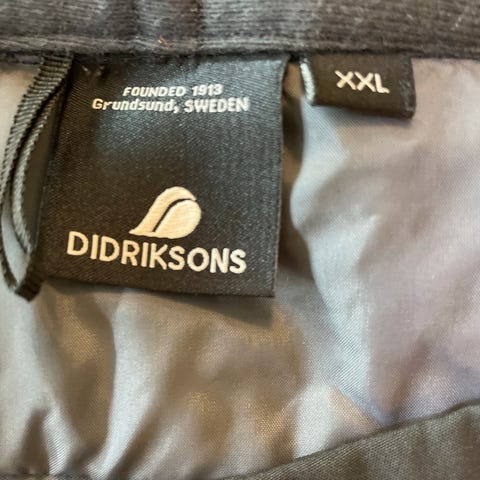 FOUNDED 1913
Grundsund, SWEDEN
DIDRIKSONS
XXL